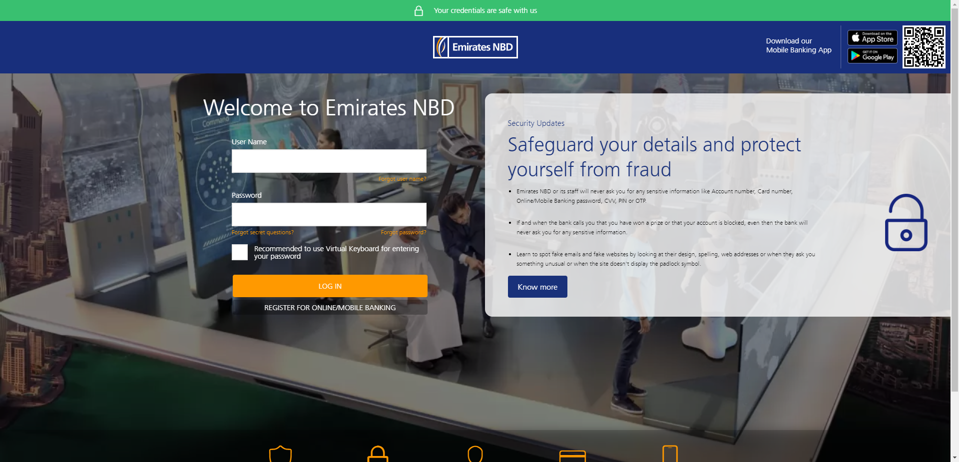 Your credentials are safe with us
Emirates NBD
Download our
Mobile Banking App
Download on the
App Store
GET IT ON
Google Play
Welcome to Emirates NBD
User Name
Forgot user name?
Password
Forgot secret questions?
Forgot password?
Recommended to use Virtual Keyboard for entering
your password
LOG IN
REGISTER FOR ONLINE/MOBILE BANKING
Security Updates
Safeguard your details and protect
yourself from fraud
Emirates NBD or its staff will never ask you for any sensitive information like Account number, Card number,
Online/Mobile Banking password, CVV, PIN or OTP.
If and when the bank calls you that you have won a prize or that your account is blocked, even then the bank will
never ask you for any sensitive information.
Learn to spot fake emails and fake websites by looking at their design, spelling, web addresses or when they ask you
something unusual or when the site doesn't display the padlock symbol.
Know more